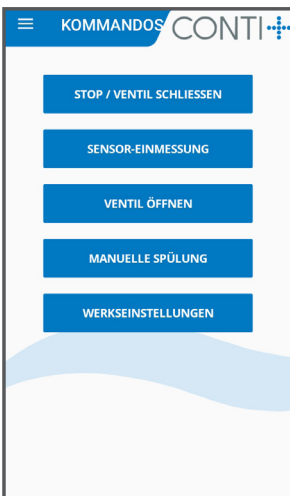 KOMMANDOS CONTI+
STOP / VENTIL SCHLIESSEN
SENSOR-EINMESSUNG
VENTIL ÖFFNEN
MANUELLE SPÜLUNG
WERKSEINSTELLUNGEN